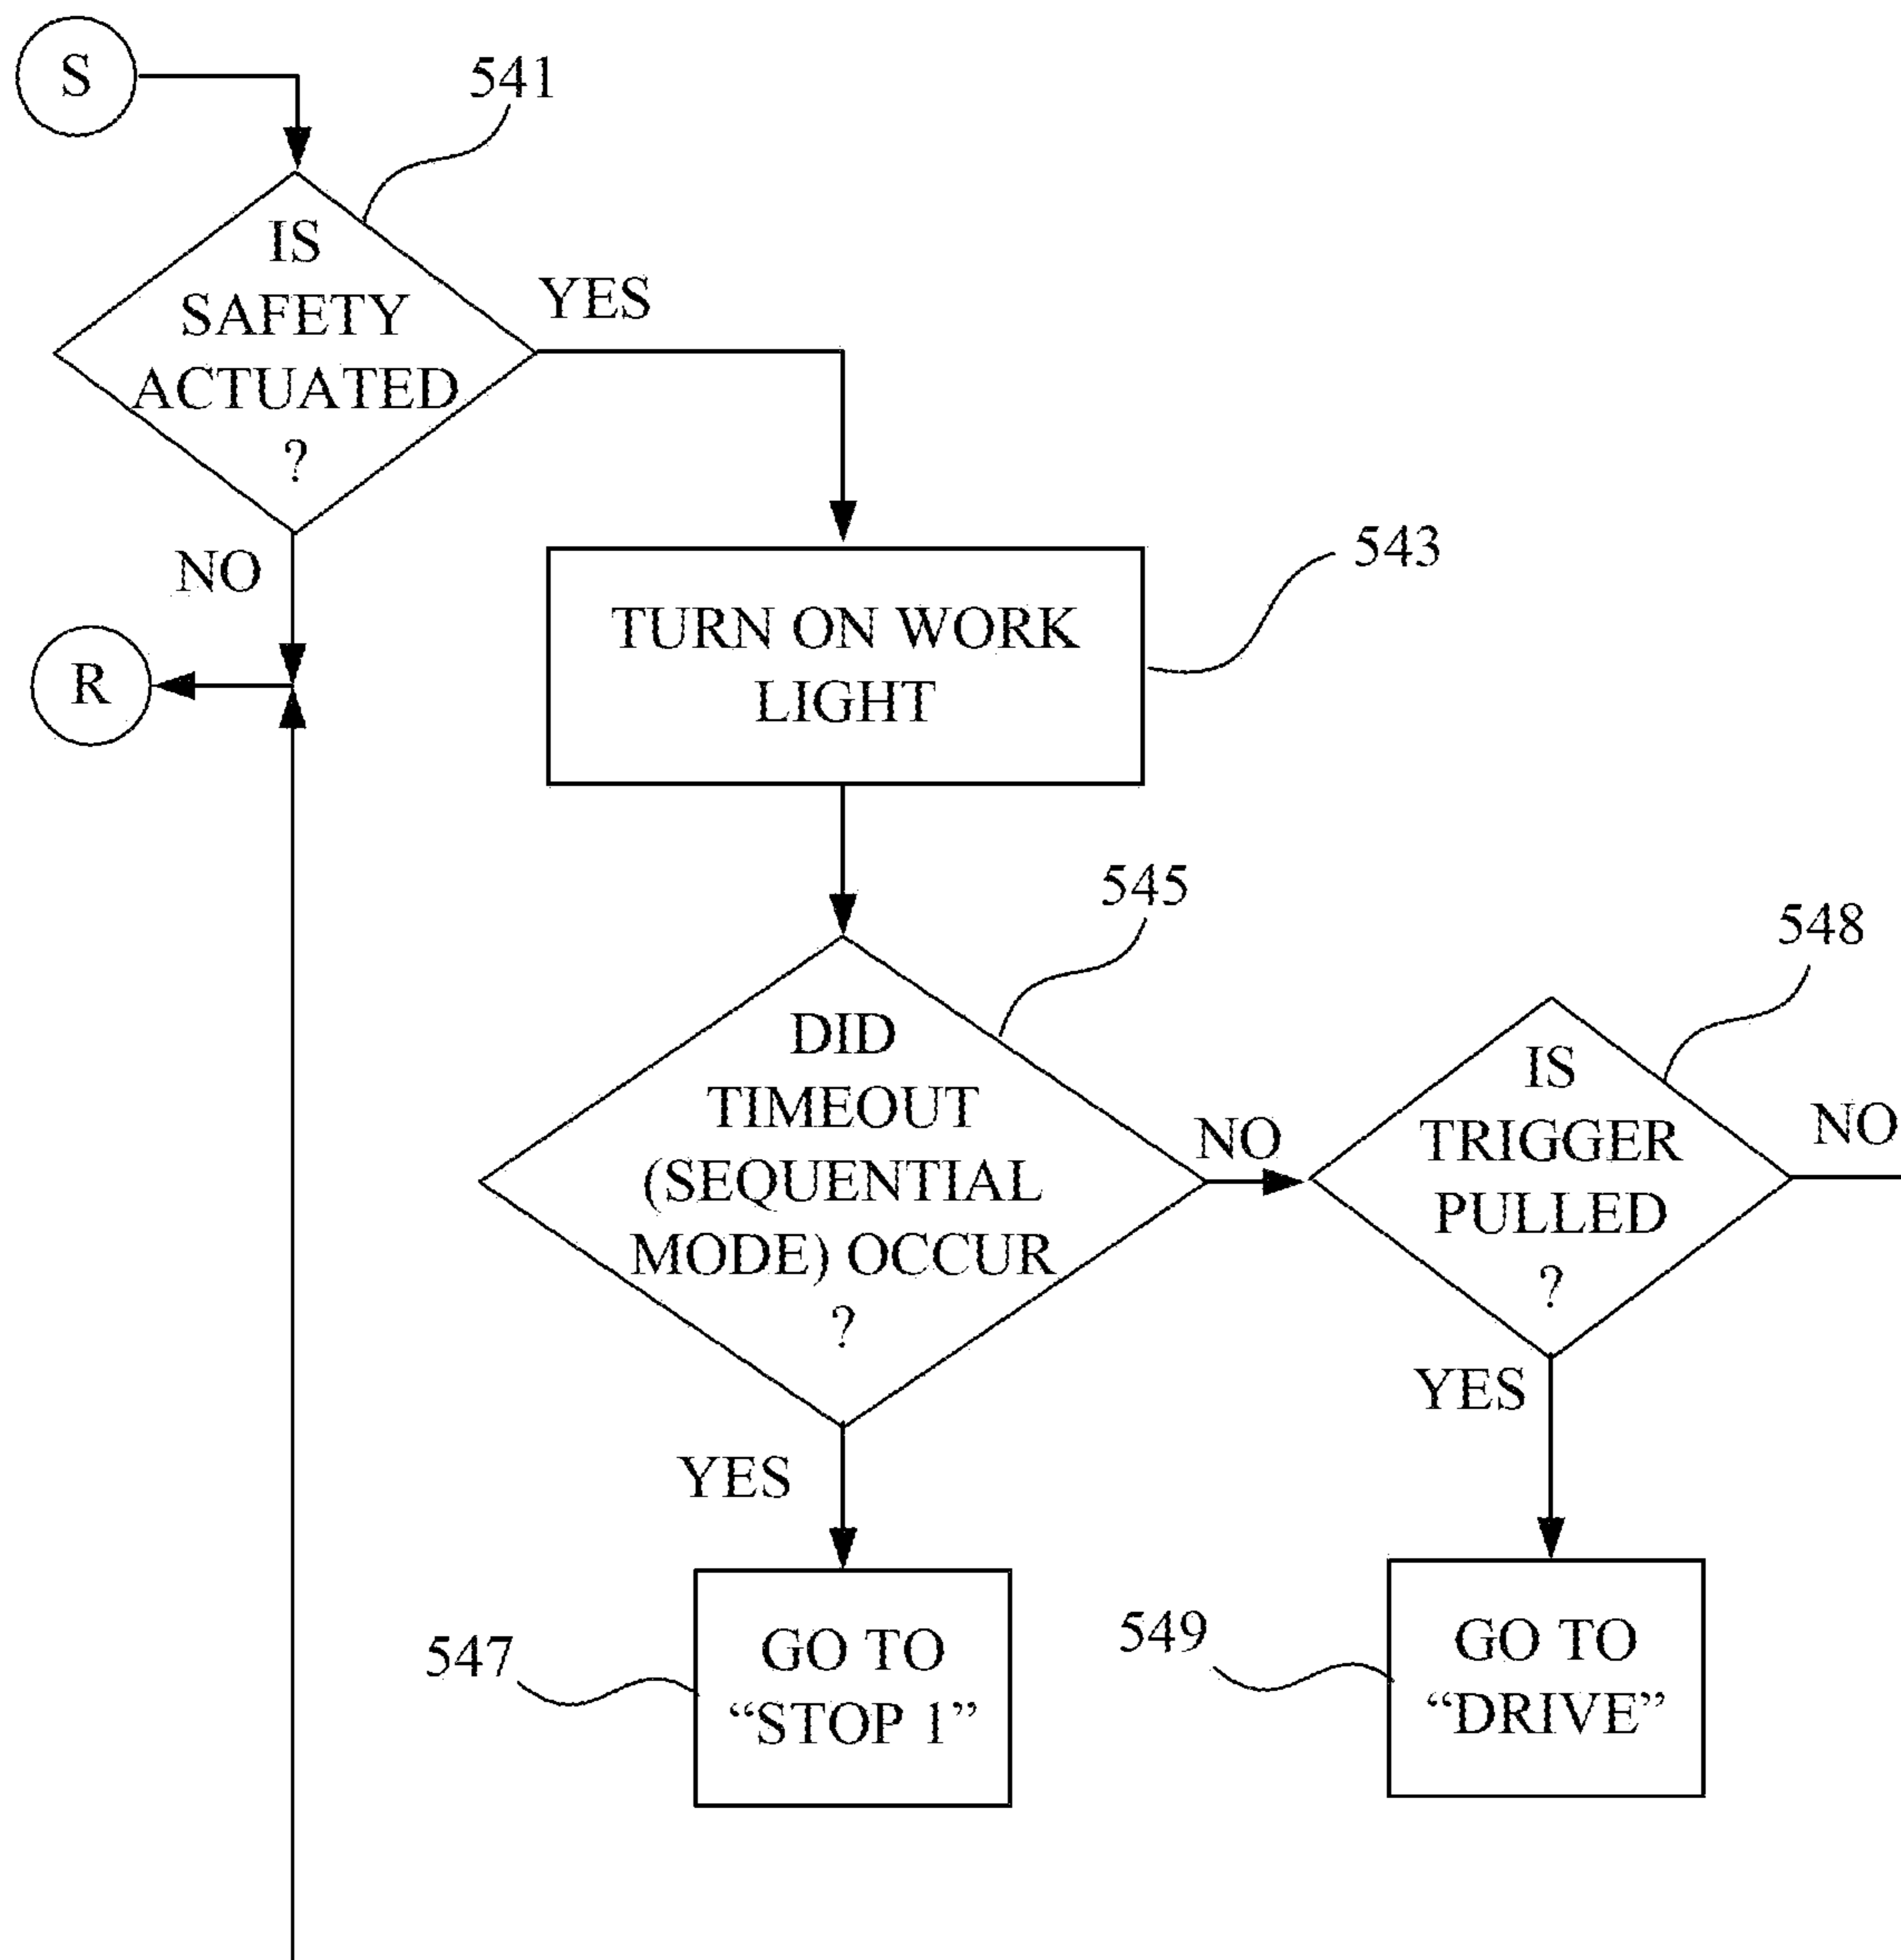 S
541
IS
SAFETY
ACTUATED
?
YES
NO
R
TURN ON WORK
LIGHT
543
545
DID
TIMEOUT
(SEQUENTIAL
MODE) OCCUR
?
NO
548
IS
TRIGGER
PULLED
?
NO
YES
YES
547
GO TO
“STOP 1”
549
GO TO
“DRIVE”